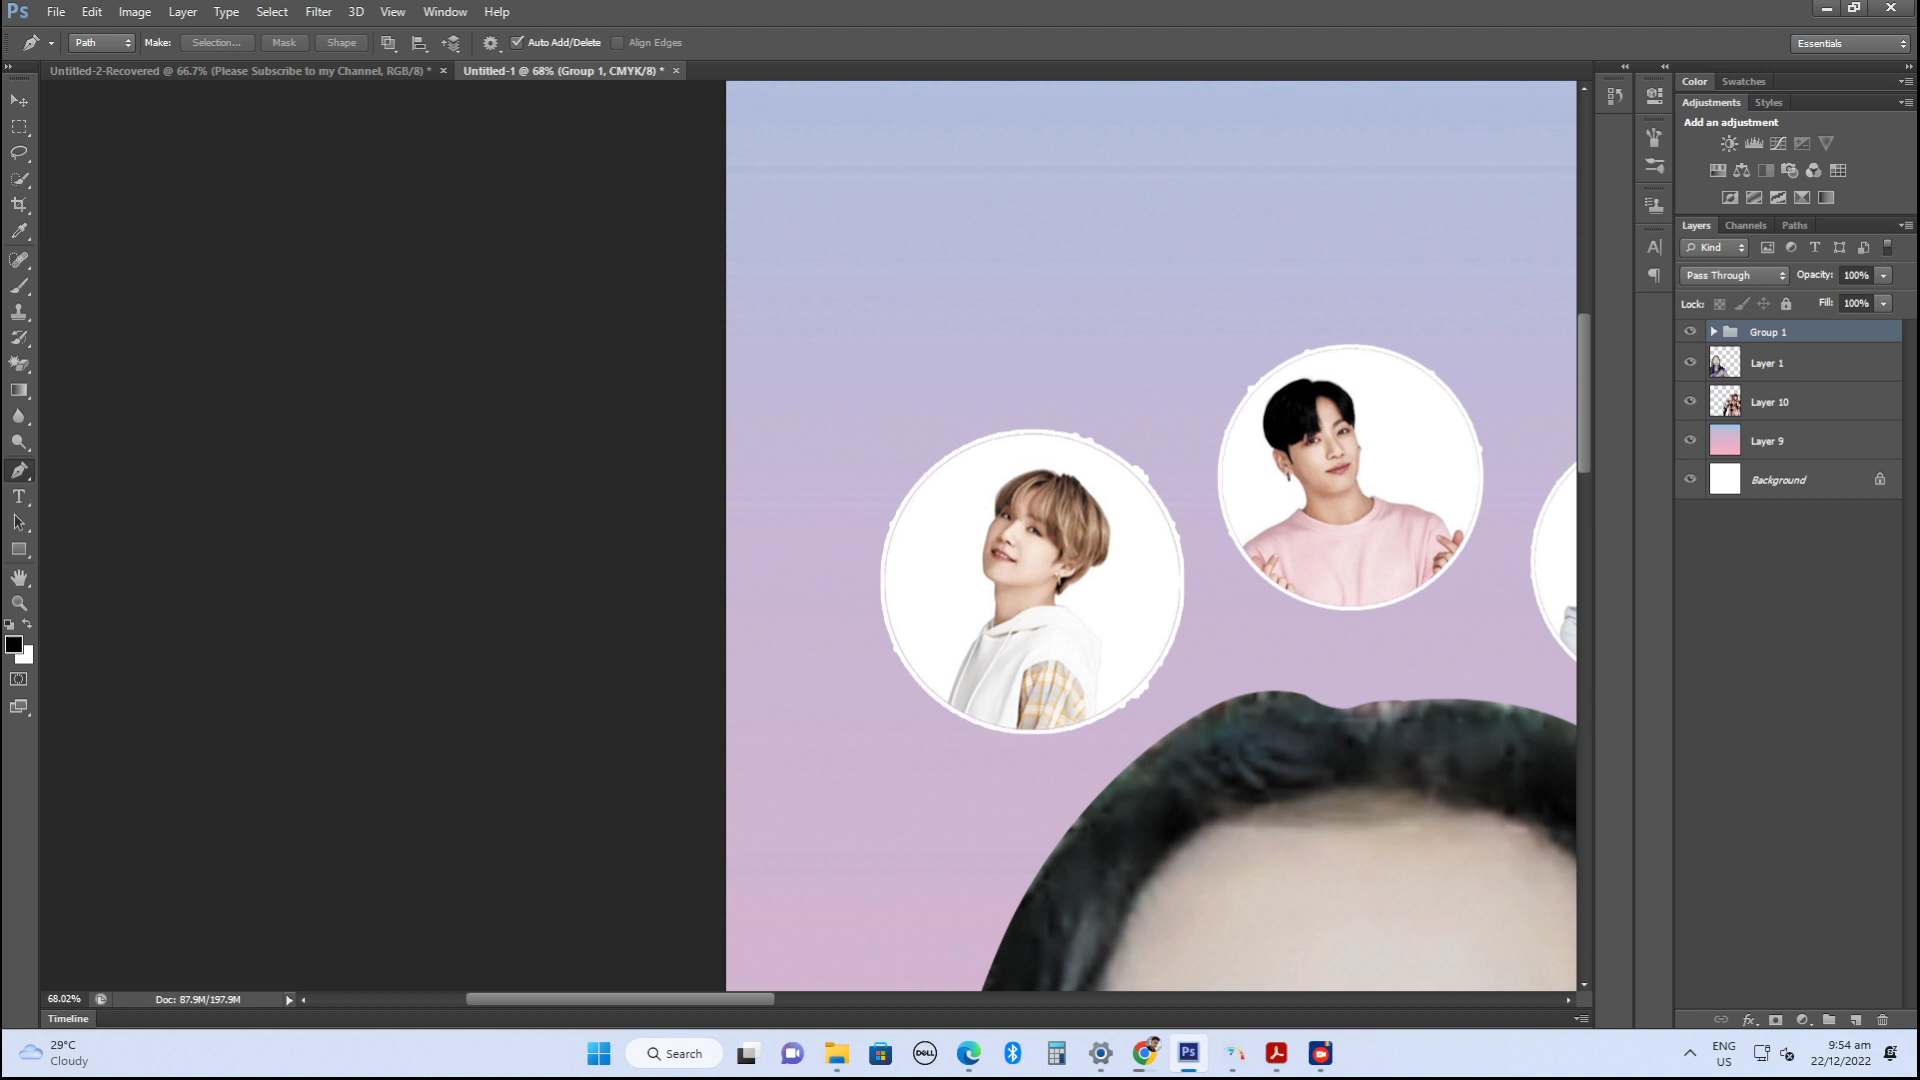 Ps File Edit Image Layer Type Select Filter 3D View Window Help
Path Make: Selection... Mask Shape Auto Add/Delete Align Edges Essentials
Untitled-2-Recovered @ 66.7% (Please Subscribe to my Channel, RGB/8) * × Untitled-1 @ 68% (Group 1, CMYK/8) * ×
Color Swatches
Adjustments Styles
Add an adjustment
Layers Channels Paths
Kind
Pass Through Opacity: 100%
Lock: Fill: 100%
Group 1
Layer 1
Layer 10
Layer 9
Background
68.02% Doc: 87.9M/197.9M
Timeline
29°C
Cloudy
Search
DELL
Ps
ENG
US
9:54 am
22/12/2022